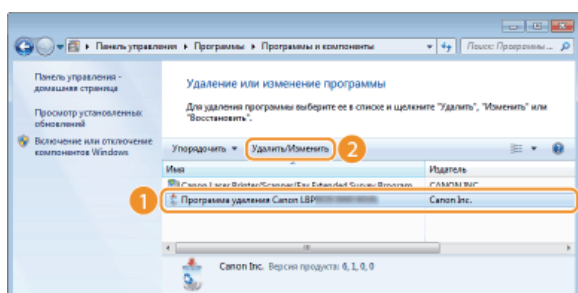 Панель управления ▸ Программы ▸ Программы и компоненты
Поиск: Программы...
Панель управления -
домашняя страница
Просмотр установленных
обновлений
Включение или отключение
компонентов Windows
Удаление или изменение программы
Для удаления программы выберите ее в списке и щелкните "Удалить", "Изменить" или
"Восстановить".
Упорядочить
Удалить/Изменить
2
Имя
Издатель
Canon Laser Printer/Scanner/Fax Extended Survey Program
CANON INC.
1
Программа удаления Canon LBP
Canon Inc.
Canon Inc. Версия продукта: 6, 1, 0, 0